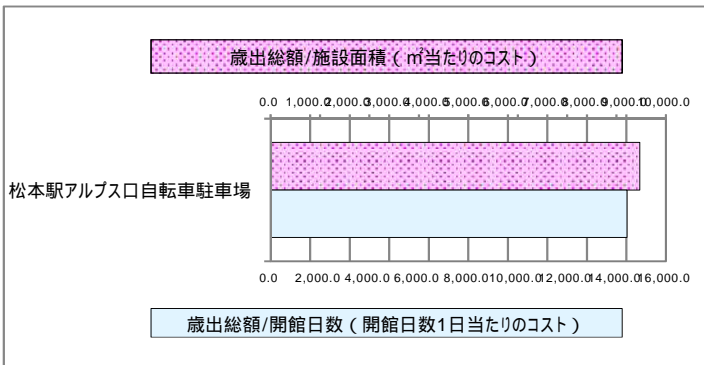 歳出総額/施設面積(㎡当たりのコスト)
0.0 1,000.0 2,000.0 3,000.0 4,000.0 5,000.0 6,000.0 7,000.0 8,000.0 9,000.0 10,000.0
松本駅アルプス口自転車駐車場
0.0 2,000.0 4,000.0 6,000.0 8,000.0 10,000.0 12,000.0 14,000.0 16,000.0
歳出総額/開館日数(開館日数1日当たりのコスト)